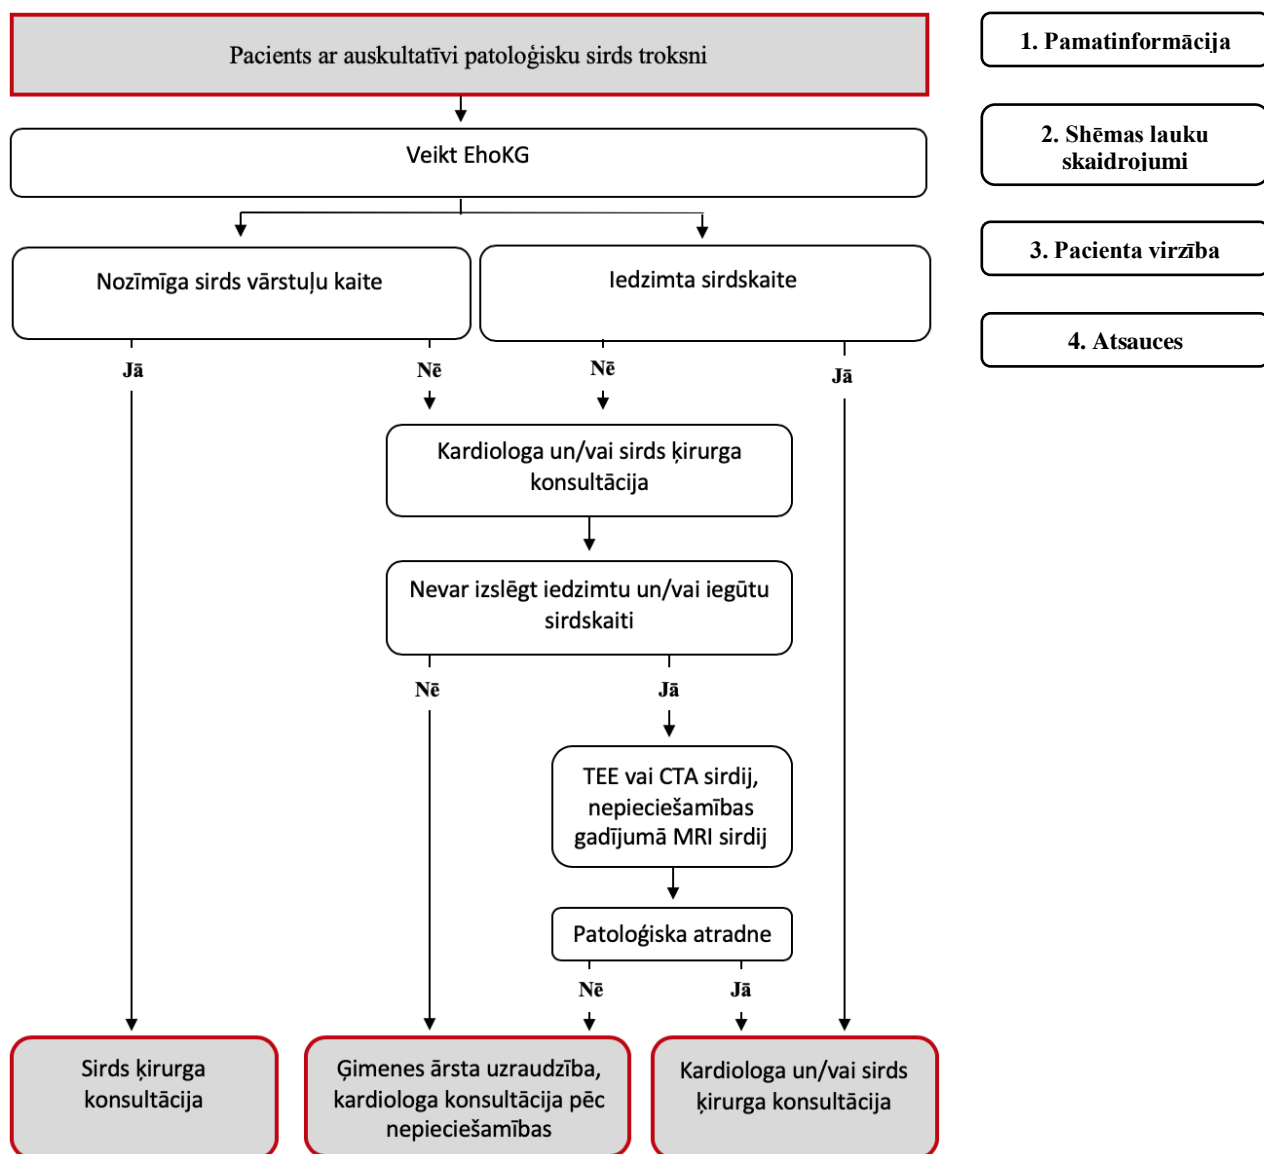 Pacients ar auskultatīvi patoloģisku sirds troksni
Veikt EhoKG
Nozīmīga sirds vārstuļu kaite
Iedzimta sirdskaite
Jā
Nē
Nē
Jā
Kardiologa un/vai sirds ķirurga
konsultācija
Nevar izslēgt iedzimtu un/vai iegūtu
sirdskaiti
Nē
Jā
TEE vai CTA sirdij,
nepieciešamības
gadījumā MRI sirdij
Patoloģiska atradne
Nē
Jā
Sirds ķirurga
konsultācija
Ģimenes ārsta uzraudzība,
kardiologa konsultācija pēc
nepieciešamības
Kardiologa un/vai sirds
ķirurga konsultācija
1. Pamatinformācija
2. Shēmas lauku
skaidrojumi
3. Pacienta virzība
4. Atsauces